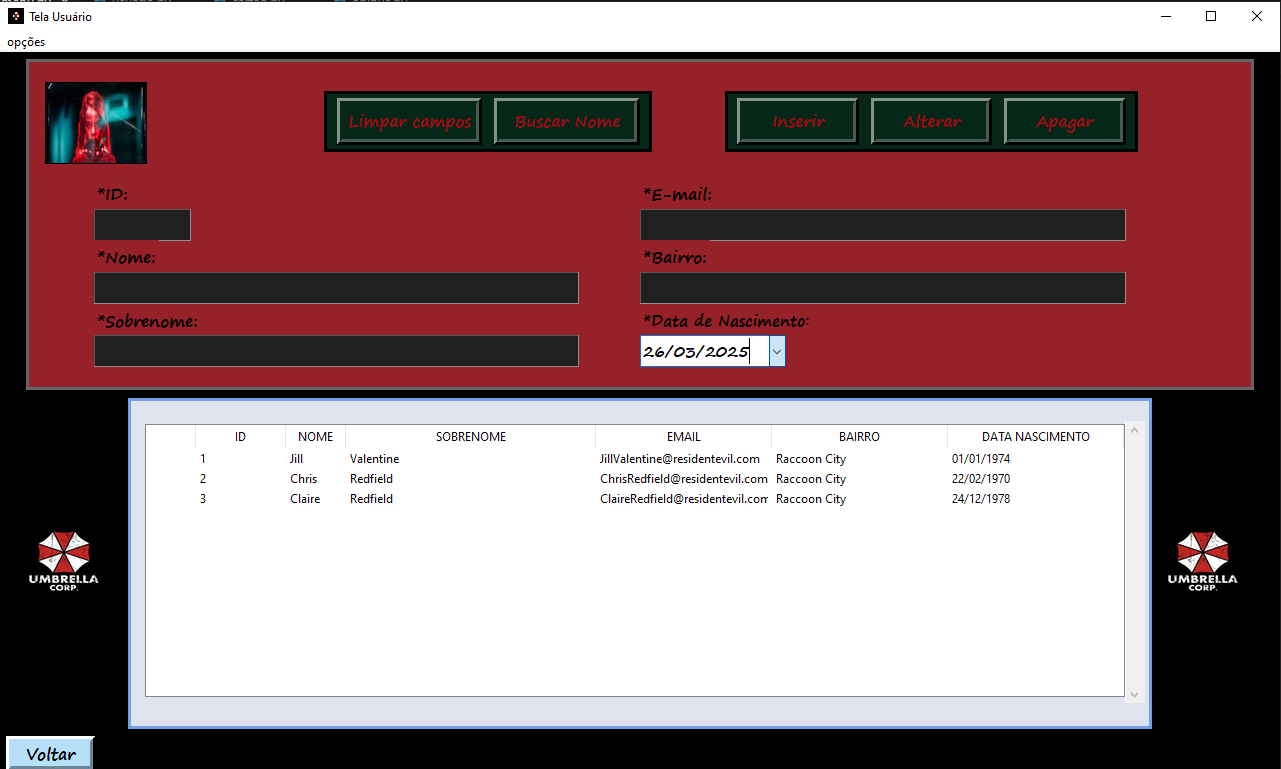 Tela Usuário
opções
Limpar campos Buscar Nome Inserir Alterar Apagar
*ID: *E-mail:
*Nome: *Bairro:
*Sobrenome: *Data de Nascimento:
26/03/2025
ID NOME SOBRENOME EMAIL BAIRRO DATA NASCIMENTO
1 Jill Valentine JillValentine@residentevil.com Raccoon City 01/01/1974
2 Chris Redfield ChrisRedfield@residentevil.com Raccoon City 22/02/1970
3 Claire Redfield ClaireRedfield@residentevil.com Raccoon City 24/12/1978
UMBRELLA
CORP.
UMBRELLA
CORP.
Voltar